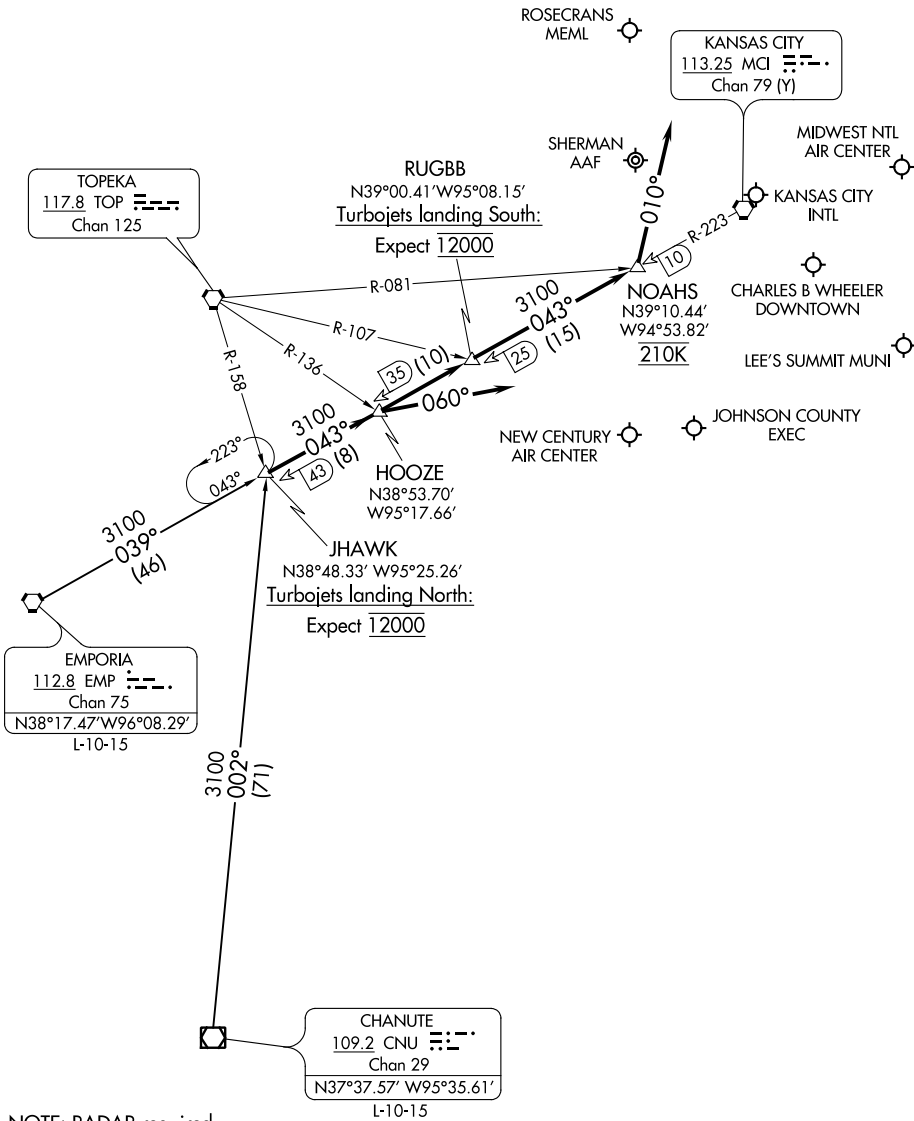 ROSECRANS
MEML
KANSAS CITY
113.25 MCI
Chan 79 (Y)
MIDWEST NTL
AIR CENTER
SHERMAN
AAF
RUGBB
N39°00.41'W95°08.15'
Turbojets landing South:
Expect 12000
TOPEKA
117.8 TOP
Chan 125
010°
KANSAS CITY
INTL
R-223
10
R-081
NOAHS
N39°10.44'
W94°53.82'
210K
CHARLES B WHEELER
DOWNTOWN
3100
043°
(15)
25
R-107
R-136
R-158
35
(10)
LEE'S SUMMIT MUNI
060°
3100
043°
(8)
43
NEW CENTURY
AIR CENTER
JOHNSON COUNTY
EXEC
HOOZE
N38°53.70'
W95°17.66'
223°
043°
3100
039°
(46)
JHAWK
N38°48.33' W95°25.26'
Turbojets landing North:
Expect 12000
EMPORIA
112.8 EMP
Chan 75
N38°17.47'W96°08.29'
L-10-15
3100
002°
(71)
CHANUTE
109.2 CNU
Chan 29
N37°37.57' W95°35.61'
L-10-15
NOTE: RADAR required